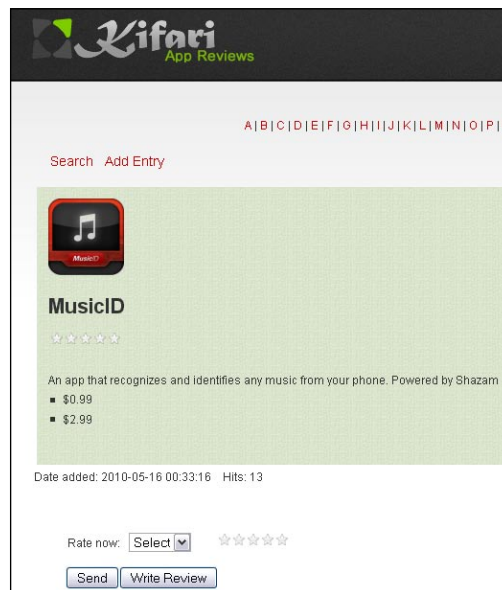 Kifari
App Reviews
A|B|C|D|E|F|G|H|I|J|K|L|M|N|O|P|
Search Add Entry
MusicID
MusicID
An app that recognizes and identifies any music from your phone. Powered by Shazam
$0.99
$2.99
Date added: 2010-05-16 00:33:16 Hits: 13
Rate now: Select
Send Write Review